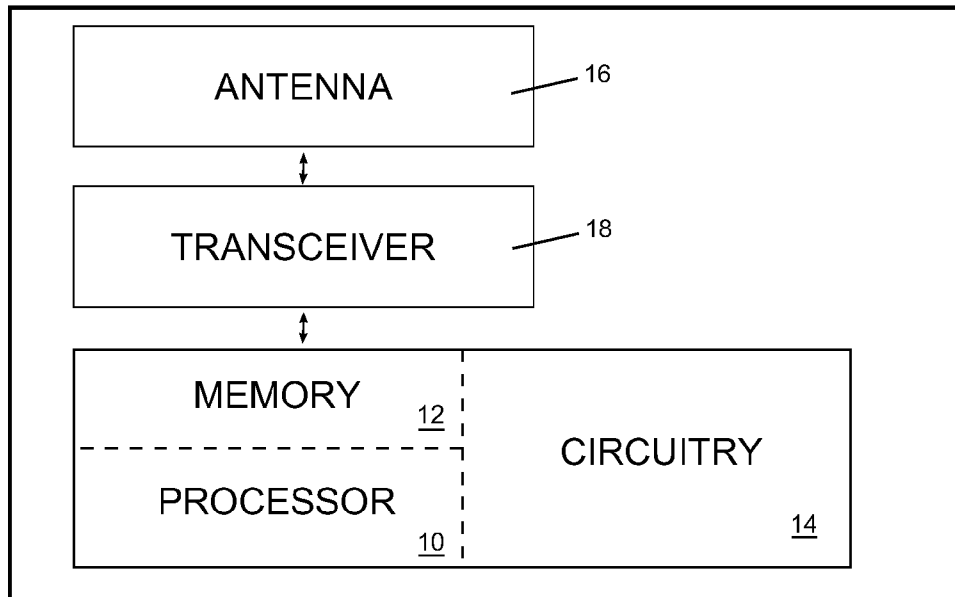 ANTENNA
16
TRANSCEIVER
18
MEMORY
12
CIRCUITRY
PROCESSOR
10
14